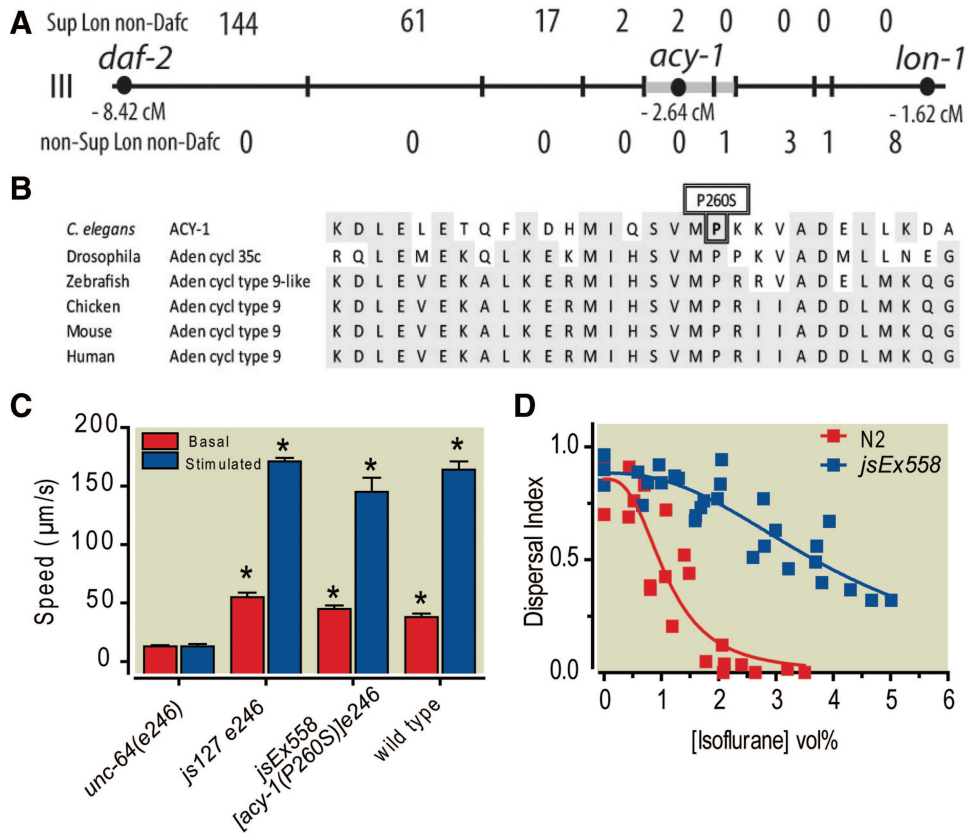 A
Sup Lon non-Dafc 144 61 17 2 2 0 0 0 0
daf-2 acy-1 lon-1
III
- 8.42 cM - 2.64 cM - 1.62 cM
non-Sup Lon non-Dafc 0 0 0 0 0 1 3 1 8
B
P260S
C. elegans ACY-1 K D L E L E T Q F K D H M I Q S V M P K K V A D E L L K D A
Drosophila Aden cycl 35c R Q L E M E K Q L K E K M I H S V M P P K V A D M L L N E G
Zebrafish Aden cycl type 9-like K D L E V E K A L K E R M I H S V M P R R V A D E L M K Q G
Chicken Aden cycl type 9 K D L E V E K A L K E R M I H S V M P R I I A D D L M K Q G
Mouse Aden cycl type 9 K D L E V E K A L K E R M I H S V M P R I I A D D L M K Q G
Human Aden cycl type 9 K D L E V E K A L K E R M I H S V M P R I I A D D L M K Q G
C
Speed (µm/s)
200
150
100
50
0
Basal
Stimulated
* * * * * *
unc-64(e246)
js127 e246
jsEx558
[acy-1(P260S)]e246
wild type
D
Dispersal Index
1.0
0.5
0.0
N2
jsEx558
0 1 2 3 4 5 6
[Isoflurane] vol%